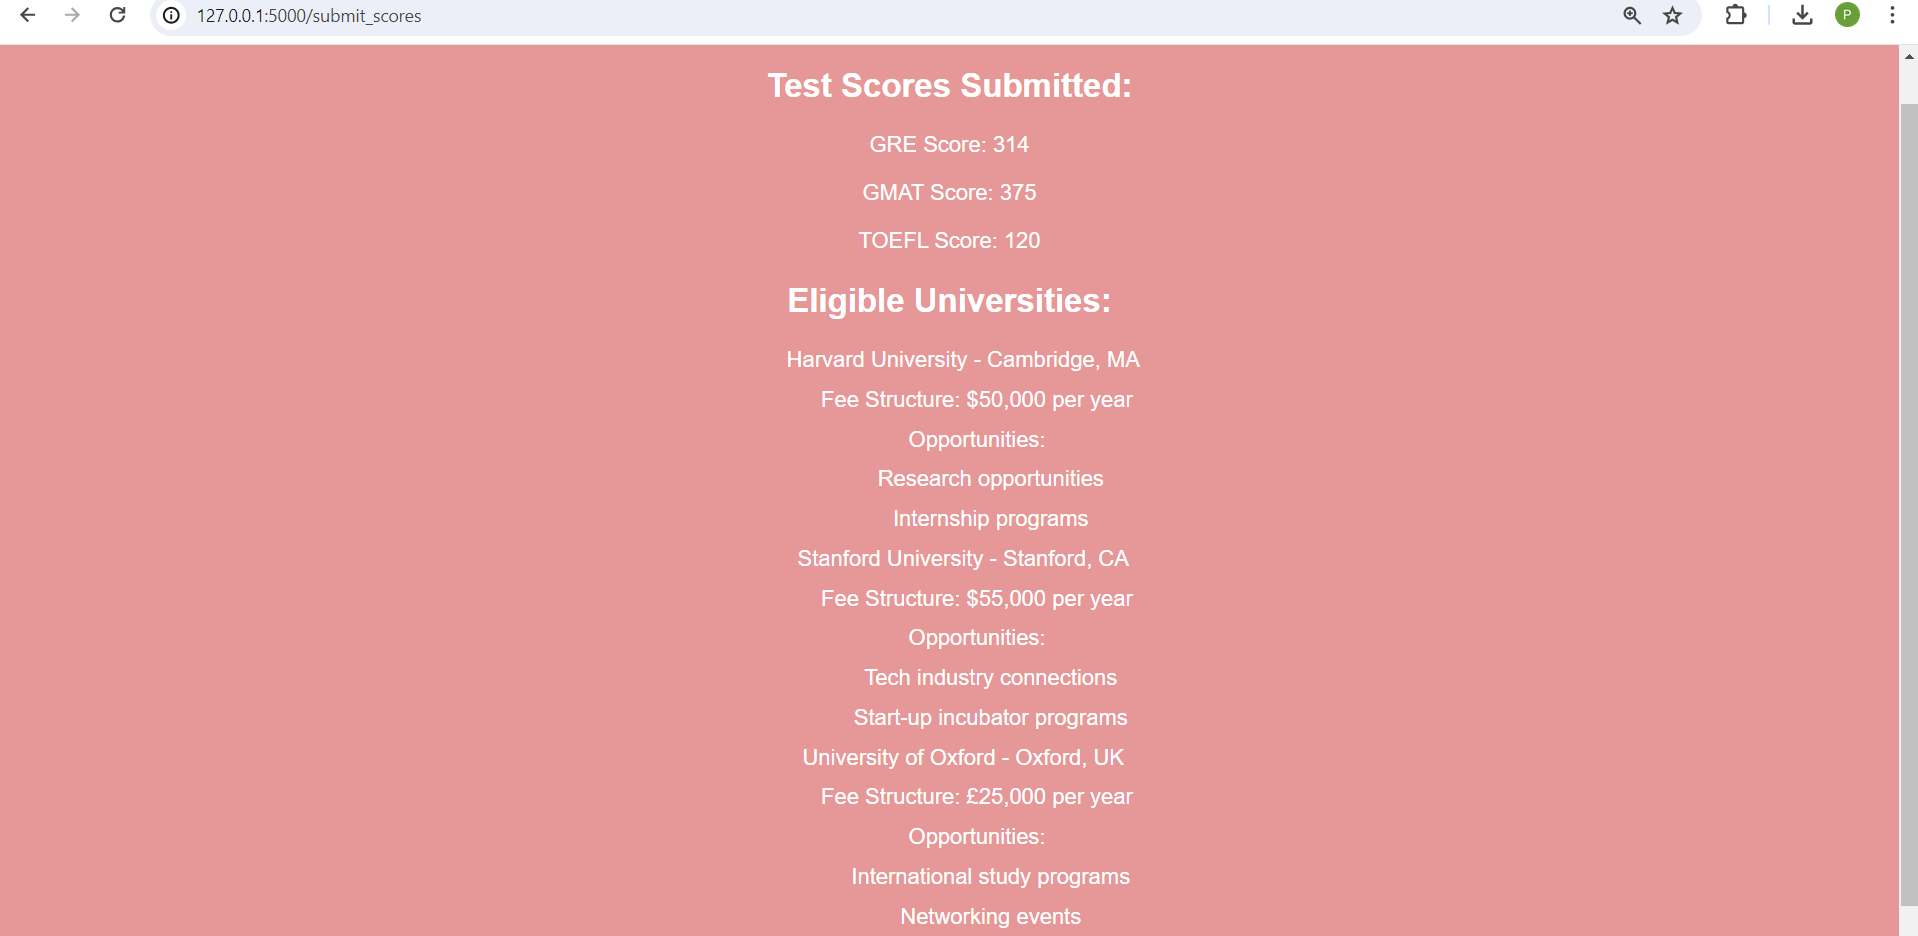 127.0.0.1:5000/submit_scores
P
Test Scores Submitted:
GRE Score: 314
GMAT Score: 375
TOEFL Score: 120
Eligible Universities:
Harvard University - Cambridge, MA
Fee Structure: $50,000 per year
Opportunities:
Research opportunities
Internship programs
Stanford University - Stanford, CA
Fee Structure: $55,000 per year
Opportunities:
Tech industry connections
Start-up incubator programs
University of Oxford - Oxford, UK
Fee Structure: £25,000 per year
Opportunities:
International study programs
Networking events